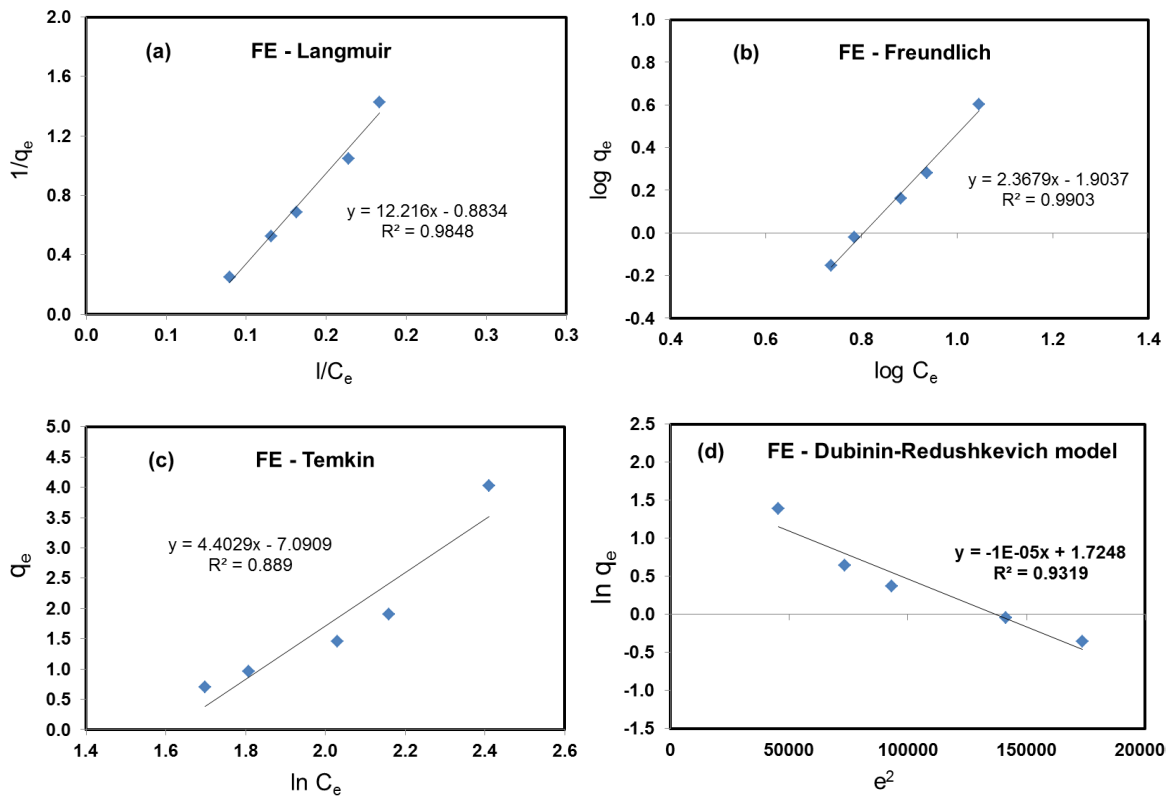 (a) FE - Langmuir
2.0
1.6
1.2
0.8
0.4
0.0
1/qe
y = 12.216x - 0.8834
R² = 0.9848
0.0 0.1 0.1 0.2 0.2 0.3 0.3
l/Ce
(b) FE - Freundlich
1.0
0.8
0.6
0.4
0.2
0.0
-0.2
-0.4
log qe
y = 2.3679x - 1.9037
R² = 0.9903
0.4 0.6 0.8 1.0 1.2 1.4
log Ce
(c) FE - Temkin
5.0
4.5
4.0
3.5
3.0
2.5
2.0
1.5
1.0
0.5
0.0
qe
y = 4.4029x - 7.0909
R² = 0.889
1.4 1.6 1.8 2.0 2.2 2.4 2.6
ln Ce
(d) FE - Dubinin-Redushkevich model
2.5
2.0
1.5
1.0
0.5
0.0
-0.5
-1.0
-1.5
ln qe
y = -1E-05x + 1.7248
R² = 0.9319
0 50000 100000 150000 20000
e²